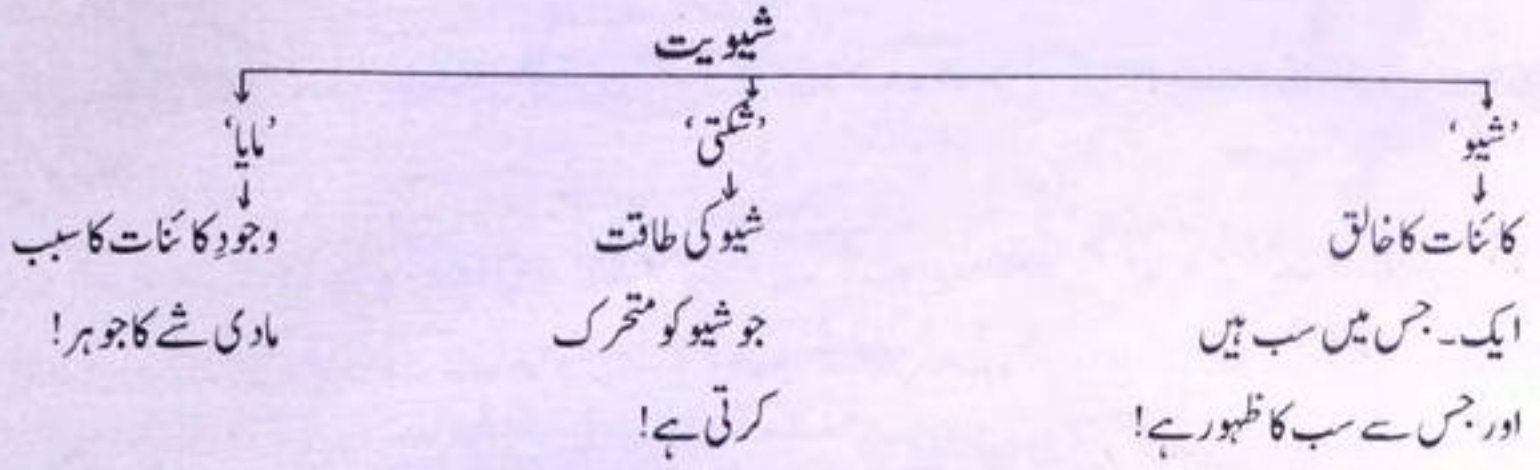 شیویت
’شیو‘
کائنات کا خالق
ایک۔ جس میں سب ہیں
اور جس سے سب کا ظہور ہے!
’شکتی‘
شیو کی طاقت
جو شیو کو متحرک
کرتی ہے!
’مایا‘
وجودِ کائنات کا سبب
مادی شے کا جوہر!